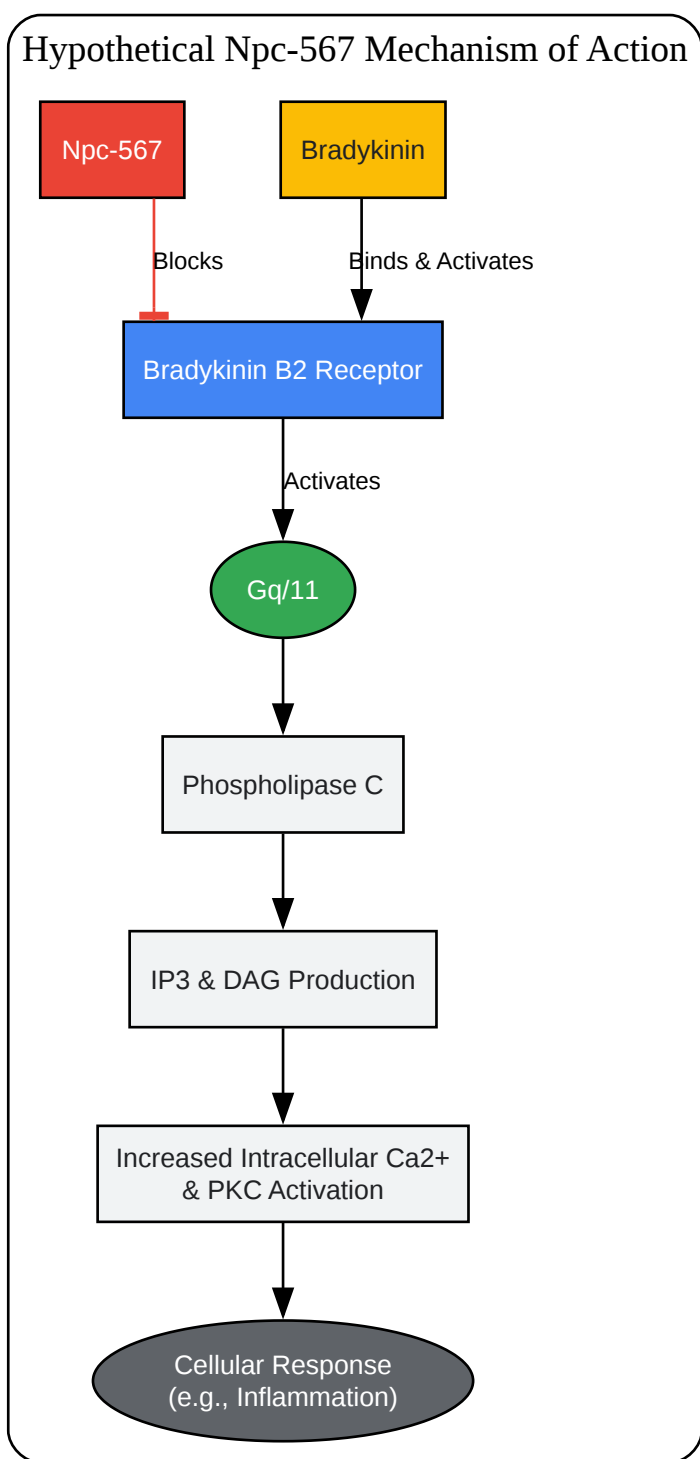 Hypothetical Npc-567 Mechanism of Action
Npc-567
Bradykinin
Blocks
Binds & Activates
Bradykinin B2 Receptor
Activates
Gq/11
Phospholipase C
IP3 & DAG Production
Increased Intracellular Ca2+
& PKC Activation
Cellular Response
(e.g., Inflammation)